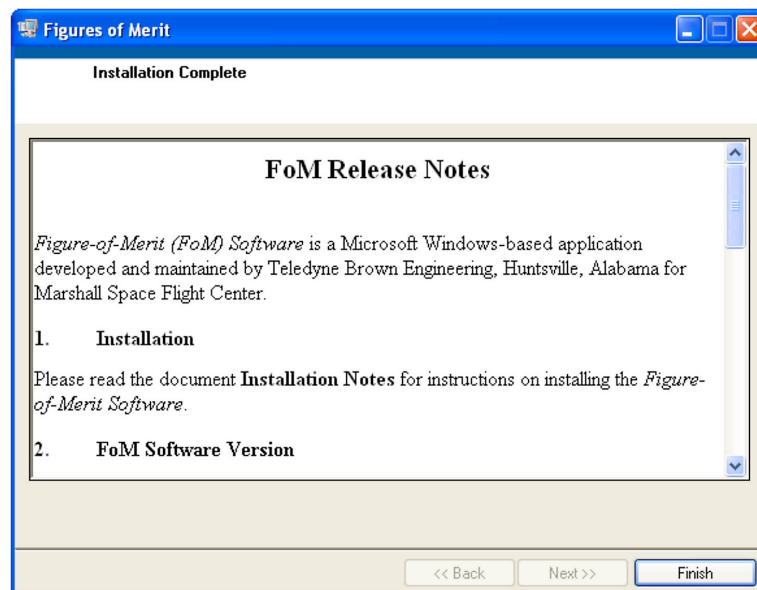 Figures of Merit
Installation Complete
FoM Release Notes
Figure-of-Merit (FoM) Software is a Microsoft Windows-based application
developed and maintained by Teledyne Brown Engineering, Huntsville, Alabama for
Marshall Space Flight Center.
1. Installation
Please read the document Installation Notes for instructions on installing the Figure-
of-Merit Software.
2. FoM Software Version
<< Back Next >> Finish